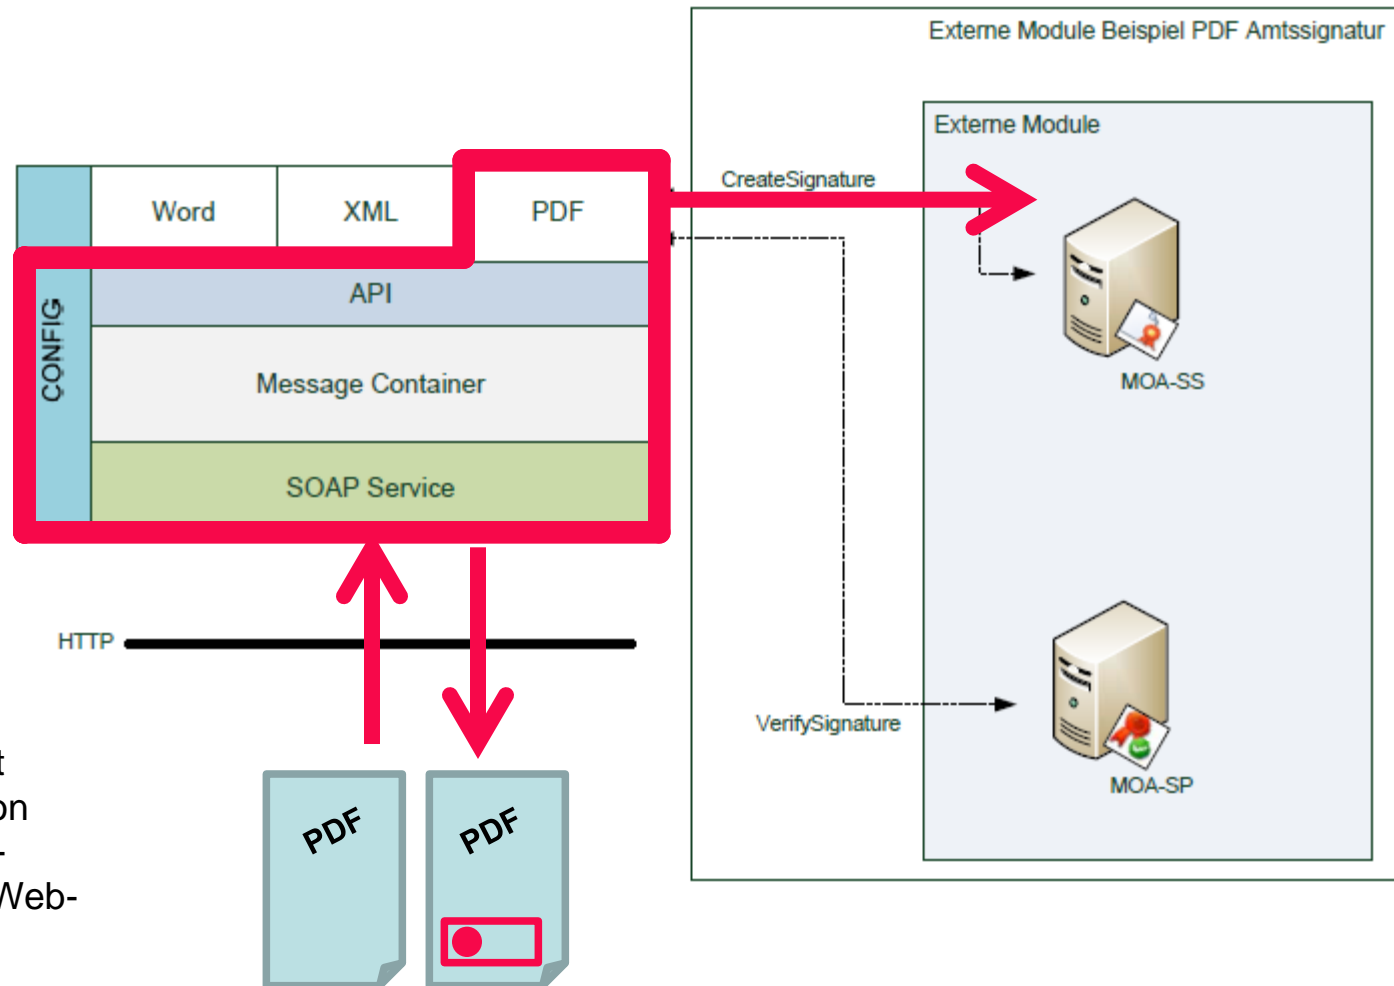 Externe Module Beispiel PDF Amtssignatur
Externe Module
CreateSignature
Word
XML
PDF
API
CONFIG
Message Container
MOA-SS
SOAP Service
HTTP
VerifySignature
MOA-SP
t
on
-
Web-
PDF
PDF